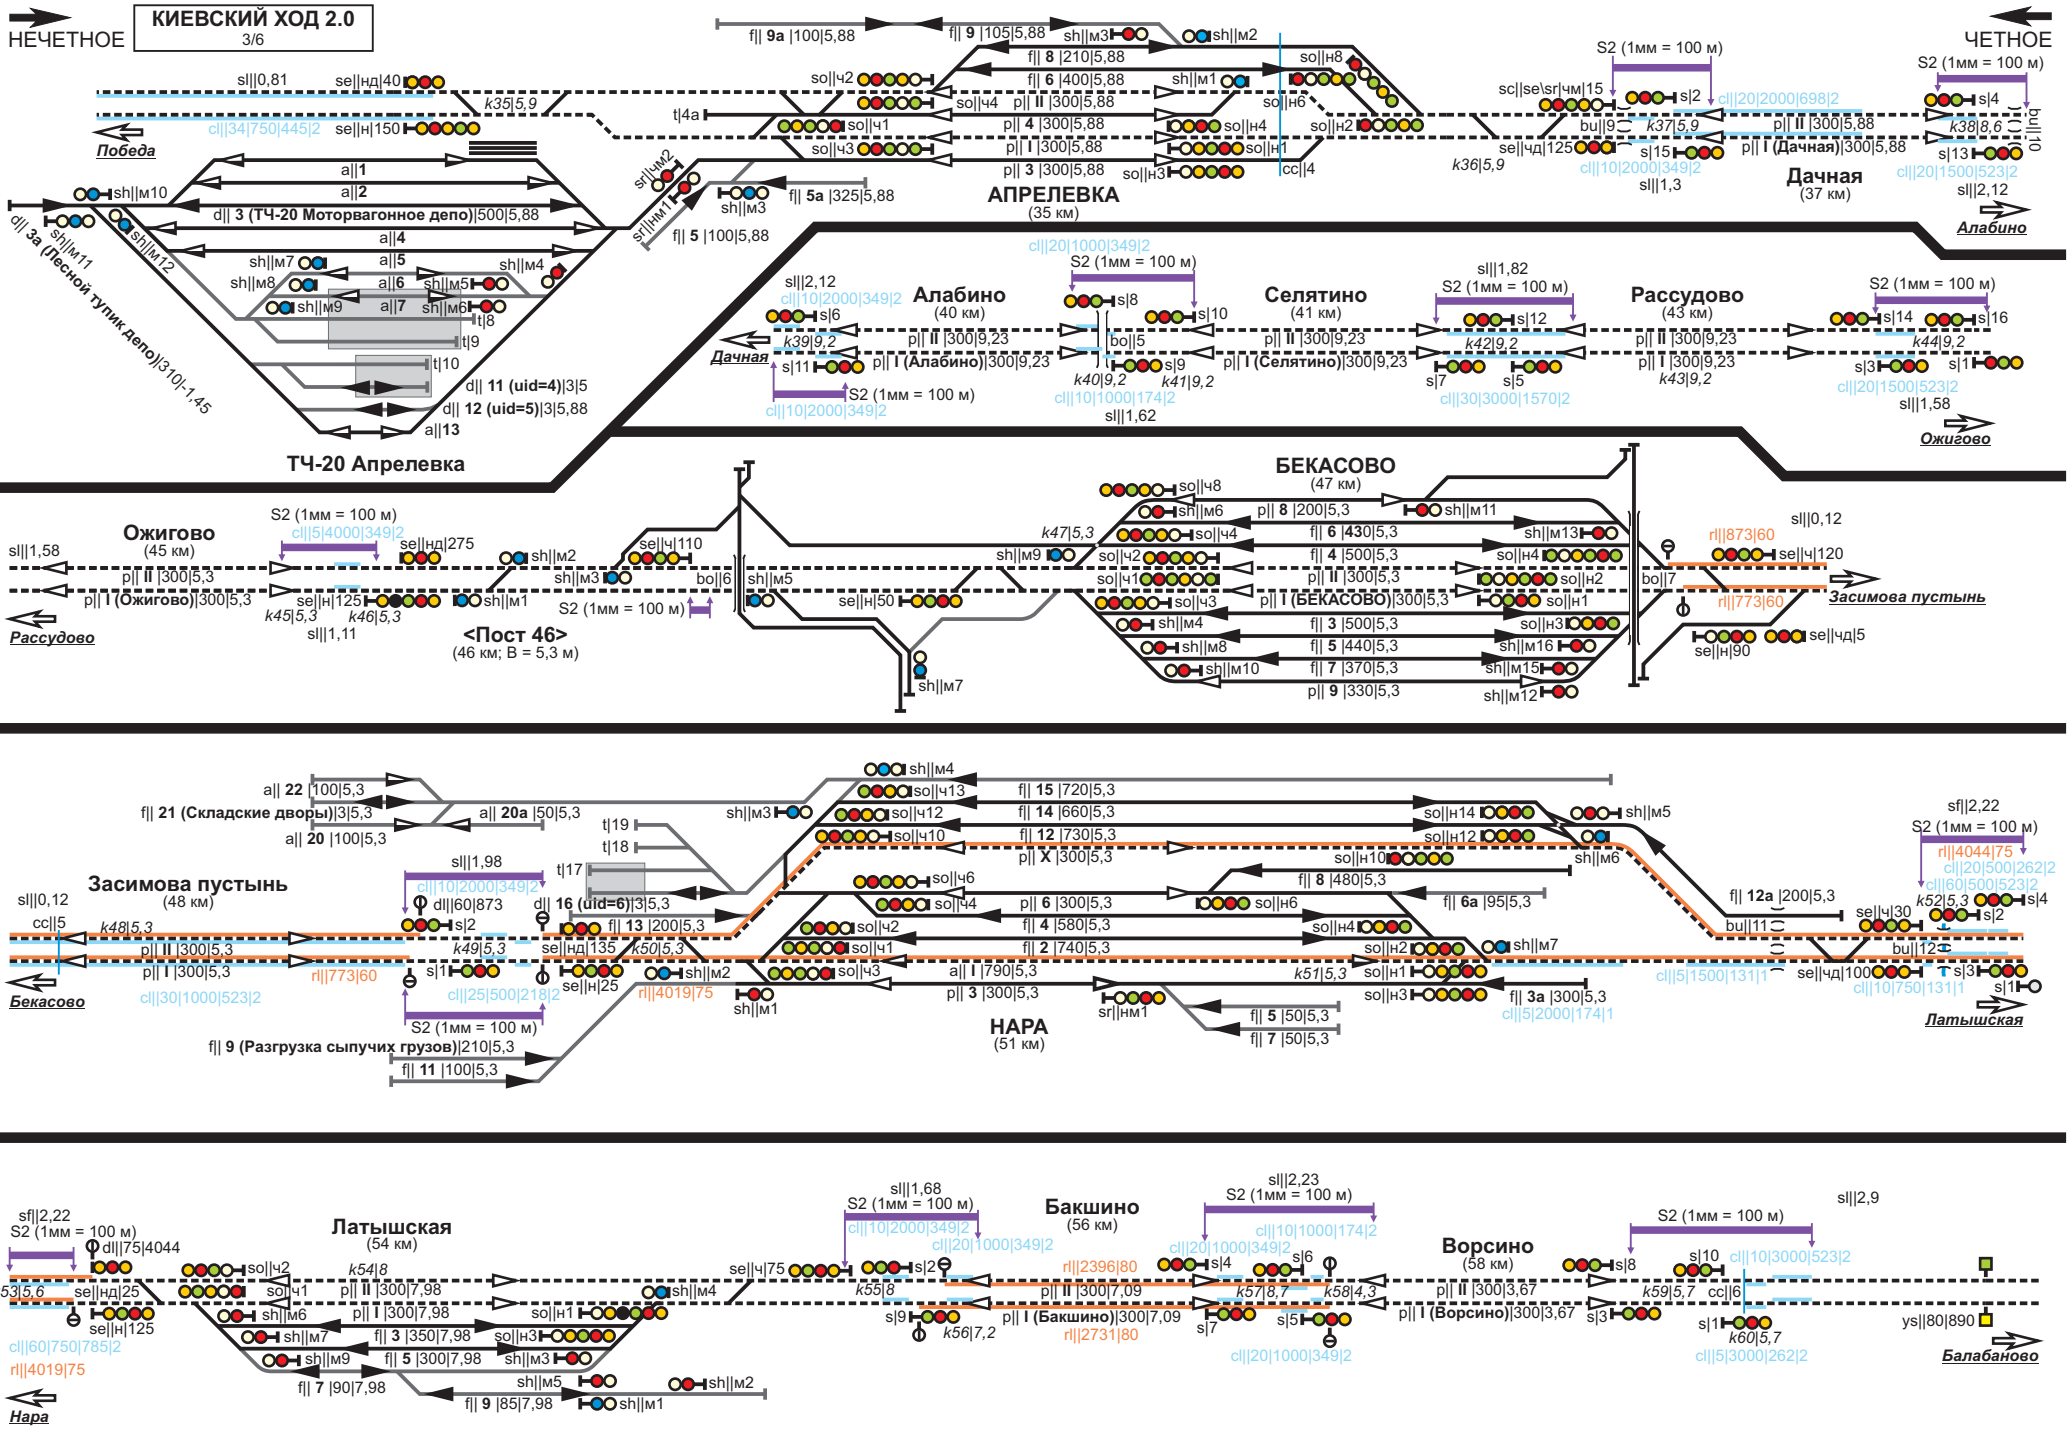 НЕЧЕТНОЕ
КИЕВСКИЙ ХОД 2.0
3/6
ЧЕТНОЕ
f|| 9а |100|5,88
f|| 9 |105|5,88
sh||м3
sh||м2
f|| 8 |210|5,88
so||н8
S2 (1мм = 100 м)
S2 (1мм = 100 м)
sl||0,81
se||нд|40
so||ч2
f|| 6 |400|5,88
sh||м1
sc||se\sr|чм|15
s|2
cl||20|2000|698|2
s|4
k35|5,9
so||ч4
p|| II |300|5,88
so||н6
t|4а
cl||34|750|445|2
se||н|150
so||ч1
p|| 4 |300|5,88
so||н4
so||н2
bu||9
k37|5,9
p|| II |300|5,88
k38|8,6
bu||10
Победа
so||ч3
p|| I |300|5,88
so||н1
k36|5,9
se||чд|125
s|15
p|| I (Дачная)|300|5,88
s|13
p|| 3 |300|5,88
so||н3
cc||4
cl||10|2000|349|2
cl||20|1500|523|2
a||1
sr||чм2
sl||1,3
Дачная
(37 км)
sl||2,12
a||2
sh||м10
sr||нм1
sh||м3
f|| 5а |325|5,88
АПРЕЛЕВКА
(35 км)
Алабино
d|| 3 (ТЧ-20 Моторвагонное депо)|500|5,88
d|| 3а (Лесной тупик депо)|310|-1,45
sh||м11
sh||м12
a||4
f|| 5 |100|5,88
a||5
sh||м7
sh||м4
sh||м8
a||6
sh||м5
sh||м9
a||7
sh||м6
t|8
t|9
t|10
d|| 11 (uid=4)|3|5
d|| 12 (uid=5)|3|5,88
a||13
ТЧ-20 Апрелевка
cl||20|1000|349|2
S2 (1мм = 100 м)
sl||2,12
cl||10|2000|349|2
Алабино
(40 км)
s|8
Селятино
(41 км)
sl||1,82
S2 (1мм = 100 м)
Рассудово
(43 км)
S2 (1мм = 100 м)
s|6
s|10
s|12
s|14
s|16
k39|9,2
p|| II |300|9,23
bo||5
p|| II |300|9,23
k42|9,2
p|| II |300|9,23
k44|9,2
Дачная
s|11
p|| I (Алабино)|300|9,23
k40|9,2
s|9
k41|9,2
p|| I (Селятино)|300|9,23
s|7
s|5
p|| I |300|9,23
k43|9,2
s|3
s|1
S2 (1мм = 100 м)
cl||10|2000|349|2
cl||10|1000|174|2
sl||1,62
cl||30|3000|1570|2
cl||20|1500|523|2
sl||1,58
Ожигово
Ожигово
(45 км)
S2 (1мм = 100 м)
cl||5|4000|349|2
sl||1,58
se||нд|275
sh||м2
se||ч|110
p|| II |300|5,3
sh||м3
bo||6
sh||м5
p|| I (Ожигово)|300|5,3
k45|5,3
se||н|125
k46|5,3
sh||м1
S2 (1мм = 100 м)
Рассудово
sl||1,11
<Пост 46>
(46 км; В = 5,3 м)
se||н|50
sh||м7
БЕКАСОВО
(47 км)
so||ч8
sh||м6
p|| 8 |200|5,3
sh||м11
k47|5,3
so||ч4
f|| 6 |430|5,3
sh||м13
sh||м9
so||ч2
f|| 4 |500|5,3
so||н4
so||ч1
p|| II |300|5,3
so||н2
so||ч3
p|| I (БЕКАСОВО)|300|5,3
so||н1
sh||м4
f|| 3 |500|5,3
so||н3
sh||м8
f|| 5 |440|5,3
sh||м16
sh||м10
f|| 7 |370|5,3
sh||м15
p|| 9 |330|5,3
sh||м12
sl||0,12
rl||873|60
se||ч|120
bo||7
rl||773|60
Засимова пустынь
se||н|90
se||чд|5
a|| 22 |100|5,3
f|| 21 (Складские дворы)|3|5,3
a|| 20а |50|5,3
a|| 20 |100|5,3
sh||м3
sh||м4
so||ч13
f|| 15 |720|5,3
so||ч12
f|| 14 |660|5,3
so||н14
sh||м5
t|19
t|18
t|17
so||ч10
f|| 12 |730|5,3
so||н12
p|| X |300|5,3
so||н10
sh||м6
sl||1,98
S2 (1мм = 100 м)
cl||10|2000|349|2
dl||60|873
Засимова пустынь
(48 км)
sl||0,12
cc||5
k48|5,3
s|2
d|| 16 (uid=6)|3|5,3
so||ч6
f|| 8 |480|5,3
so||ч4
p|| 6 |300|5,3
so||н6
f|| 6а |95|5,3
f|| 12а |200|5,3
f|| 13 |200|5,3
so||ч2
f|| 4 |580|5,3
so||н4
p|| II |300|5,3
k49|5,3
se||нд|135
k50|5,3
so||ч1
f|| 2 |740|5,3
so||н2
sh||м7
p|| I |300|5,3
rl||773|60
s|1
se||н|25
sh||м2
so||ч3
a|| I |790|5,3
k51|5,3
so||н1
Бекасово
cl||30|1000|523|2
cl||25|500|218|2
rl||4019|75
sh||м1
p|| 3 |300|5,3
sr||нм1
so||н3
f|| 3а |300|5,3
cl||5|2000|174|1
S2 (1мм = 100 м)
f|| 9 (Разгрузка сыпучих грузов)|210|5,3
f|| 11 |100|5,3
НАРА
(51 км)
f|| 5 |50|5,3
f|| 7 |50|5,3
sf||2,22
S2 (1мм = 100 м)
rl||4044|75
cl||20|500|262|2
cl||60|500|523|2
k52|5,3
s|4
se||ч|30
s|2
bu||11
bu||12
cl||5|1500|131|1
se||чд|100
s|3
cl||10|750|131|1
s|1
Латышская
sf||2,22
S2 (1мм = 100 м)
dl||75|4044
Латышская
(54 км)
so||ч2
k54|8
53|5,6
se||нд|25
so||ч1
p|| II |300|7,98
sh||м4
se||н|125
sh||м6
p|| I |300|7,98
so||н1
cl||60|750|785|2
sh||м7
f|| 3 |350|7,98
so||н3
rl||4019|75
sh||м9
f|| 5 |300|7,98
sh||м3
f|| 7 |90|7,98
sh||м5
sh||м2
f|| 9 |85|7,98
sh||м1
Нара
sl||1,68
S2 (1мм = 100 м)
cl||10|2000|349|2
cl||20|1000|349|2
se||ч|75
s|2
k55|8
s|9
k56|7,2
Бакшино
(56 км)
rl||2396|80
p|| II |300|7,09
p|| I (Бакшино)|300|7,09
rl||2731|80
sl||2,23
S2 (1мм = 100 м)
cl||10|1000|174|2
cl||20|1000|349|2
s|4
s|6
k57|8,7
k58|4,3
s|7
s|5
cl||20|1000|349|2
Ворсино
(58 км)
p|| II |300|3,67
p|| I (Ворсино)|300|3,67
sl||2,9
S2 (1мм = 100 м)
s|8
s|10
cl||10|3000|523|2
k59|5,7
cc||6
s|3
s|1
k60|5,7
cl||5|3000|262|2
ys||80|890
Балабаново